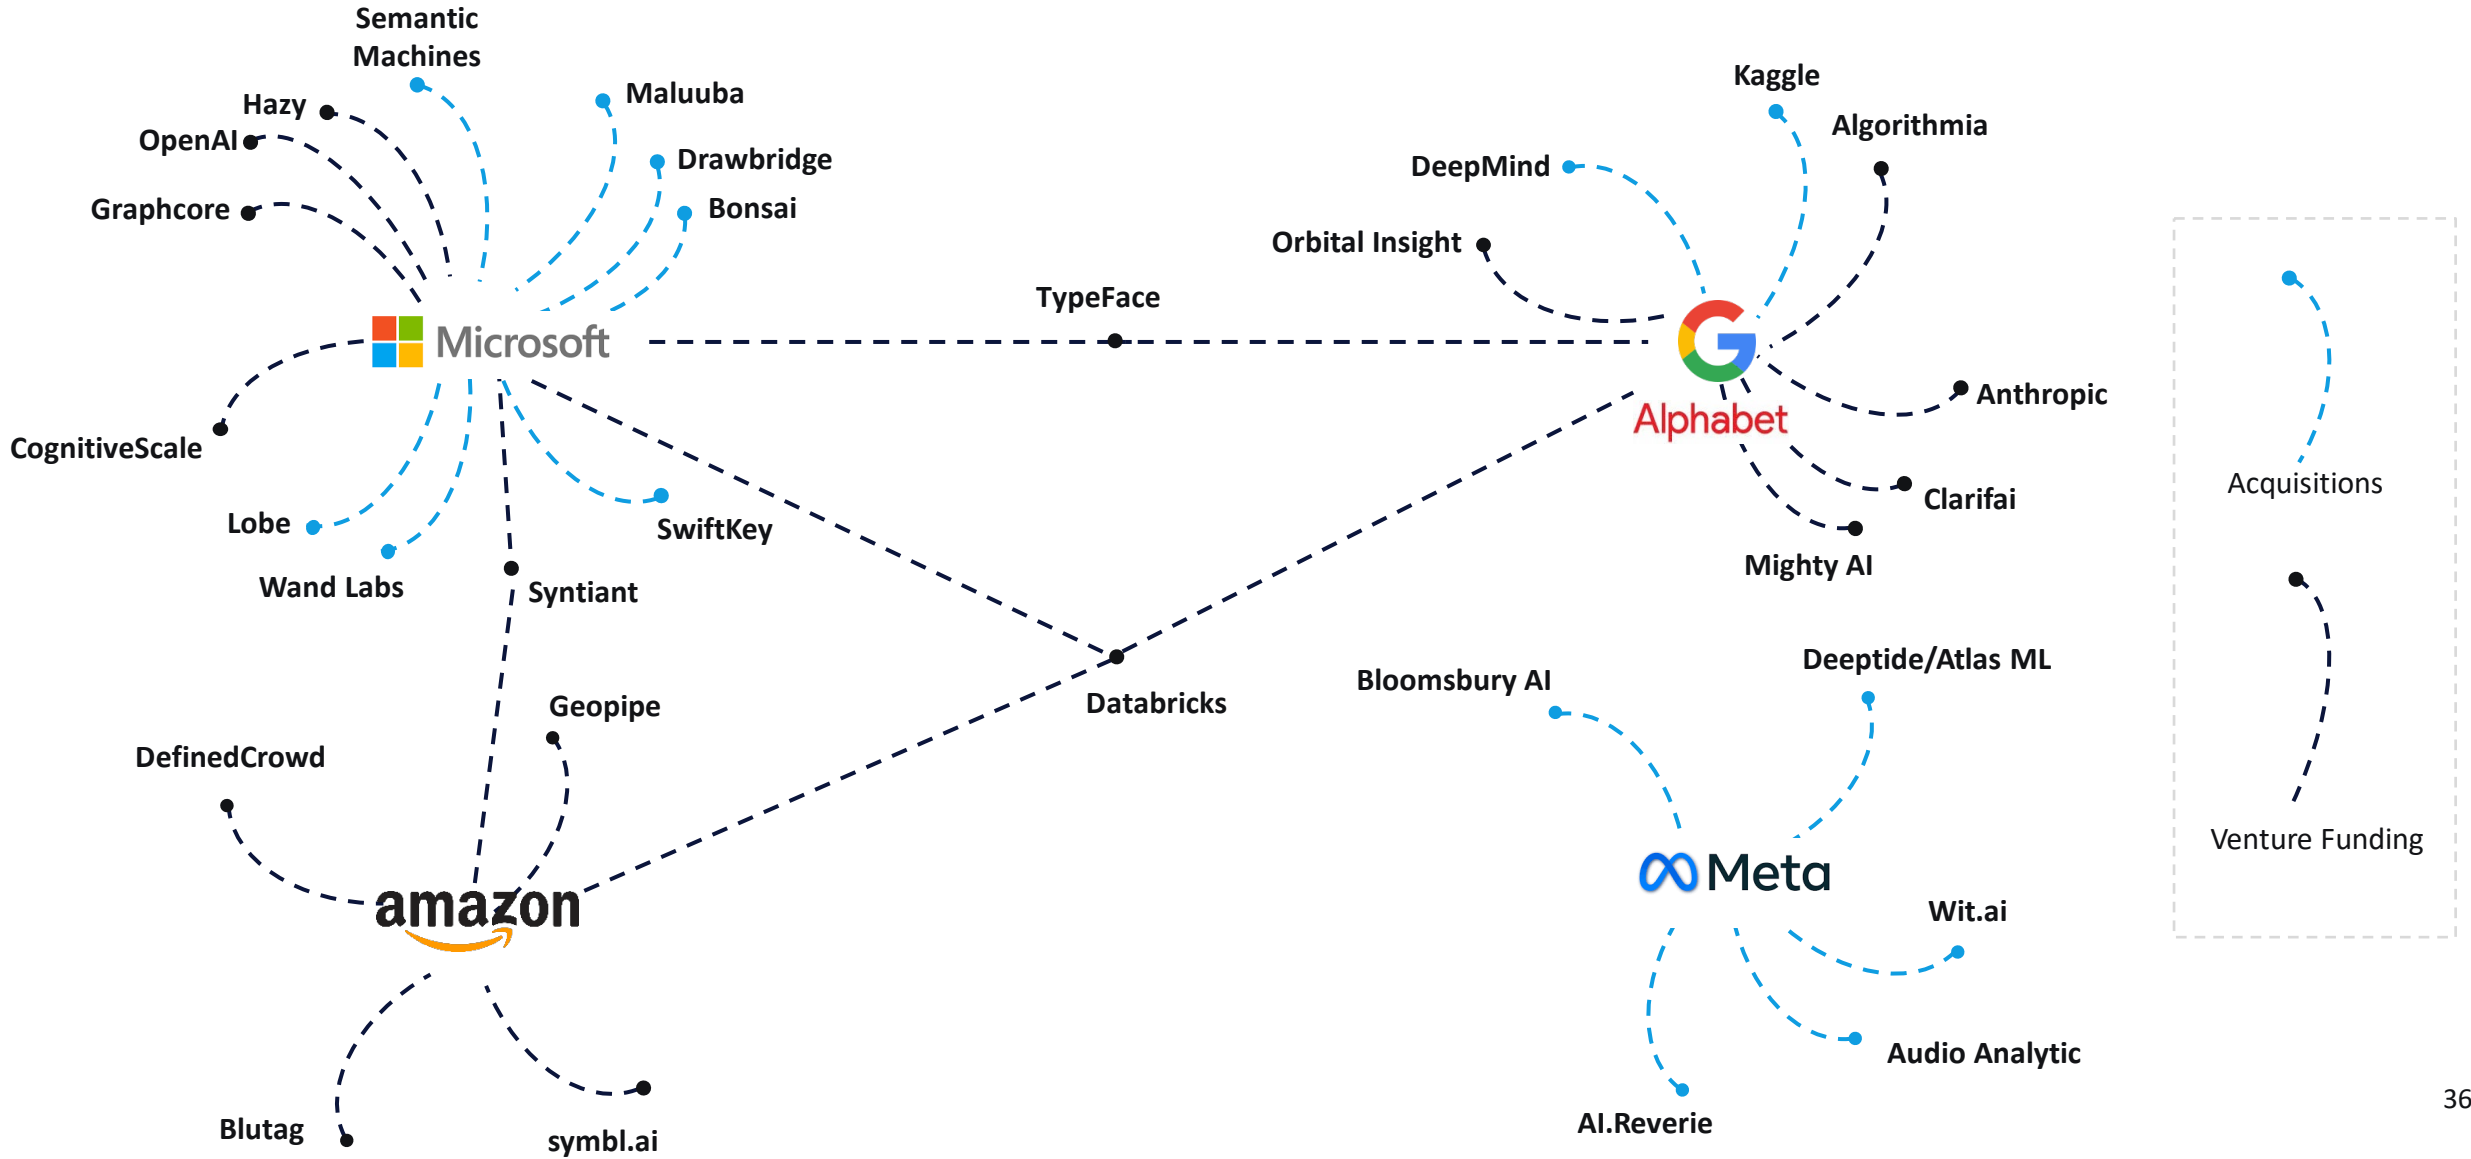 Semantic
Machines
Hazy
Maluuba
OpenAI
Drawbridge
Graphcore
Bonsai
Microsoft
CognitiveScale
Lobe
Wand Labs
SwiftKey
Syntiant
TypeFace
Kaggle
Algorithmia
DeepMind
Orbital Insight
Alphabet
Anthropic
Clarifai
Mighty AI
Databricks
Geopipe
DefinedCrowd
amazon
Blutag
symbl.ai
Bloomsbury AI
Deeptide/Atlas ML
Meta
Wit.ai
Audio Analytic
AI.Reverie
Acquisitions
Venture Funding
36